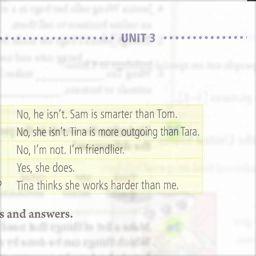 UNIT 3
No, he isn't. Sam is smarter than Tom.
No, she isn't. Tina is more outgoing than Tara.
No, I'm not. I'm friendlier.
Yes, she does.
Tina thinks she works harder than me.
s and answers.